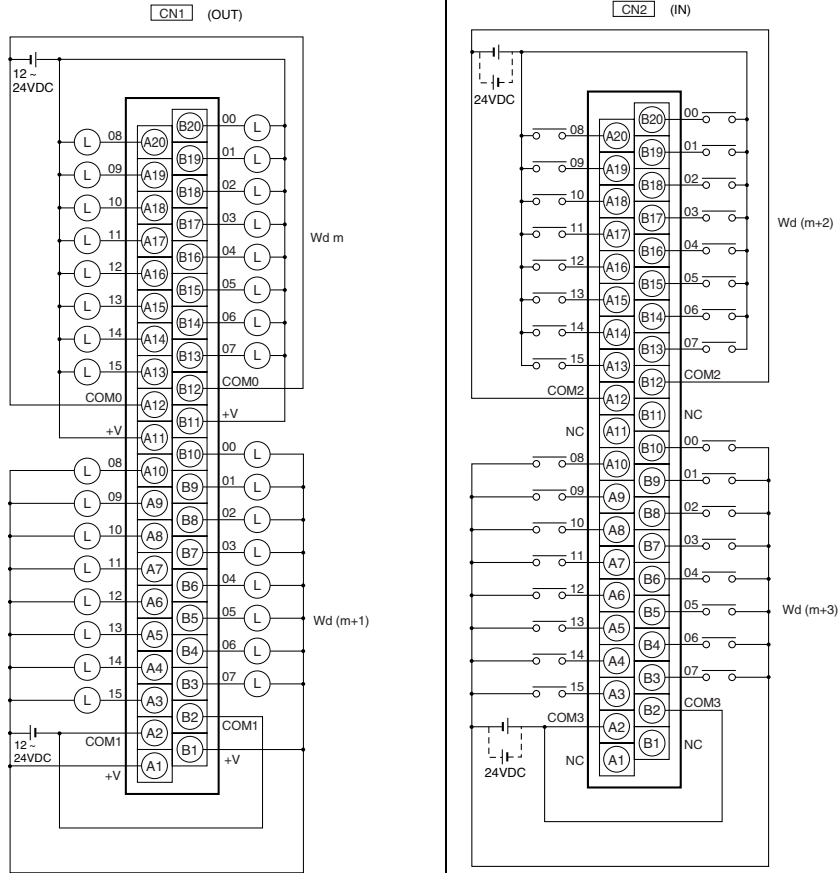 CN1 (OUT)
12 ~
24VDC
B20 00 L
L 08 A20
B19 01 L
L 09 A19
B18 02 L
L 10 A18
B17 03 L
L 11 A17
Wd m
B16 04 L
L 12 A16
B15 05 L
L 13 A15
B14 06 L
L 14 A14
B13 07 L
L 15 A13
B12 COM0
COM0 A12
B11 +V
+V A11
B10 00 L
L 08 A10
B9 01 L
L 09 A9
B8 02 L
L 10 A8
B7 03 L
L 11 A7
B6 04 L
L 12 A6
B5 05 L
Wd (m+1)
L 13 A5
B4 06 L
L 14 A4
B3 07 L
L 15 A3
B2 COM1
12 ~
24VDC
COM1 A2
B1 +V
+V A1
CN2 (IN)
24VDC
B20 00
08 A20
B19 01
09 A19
B18 02
10 A18
B17 03
Wd (m+2)
11 A17
B16 04
12 A16
B15 05
13 A15
B14 06
14 A14
B13 07
15 A13
B12 COM2
COM2 A12
B11 NC
NC A11
B10 00
08 A10
B9 01
09 A9
B8 02
10 A8
B7 03
11 A7
B6 04
12 A6
B5 05
Wd (m+3)
13 A5
B4 06
14 A4
B3 07
15 A3
B2 COM3
COM3 A2
B1 NC
NC A1
24VDC